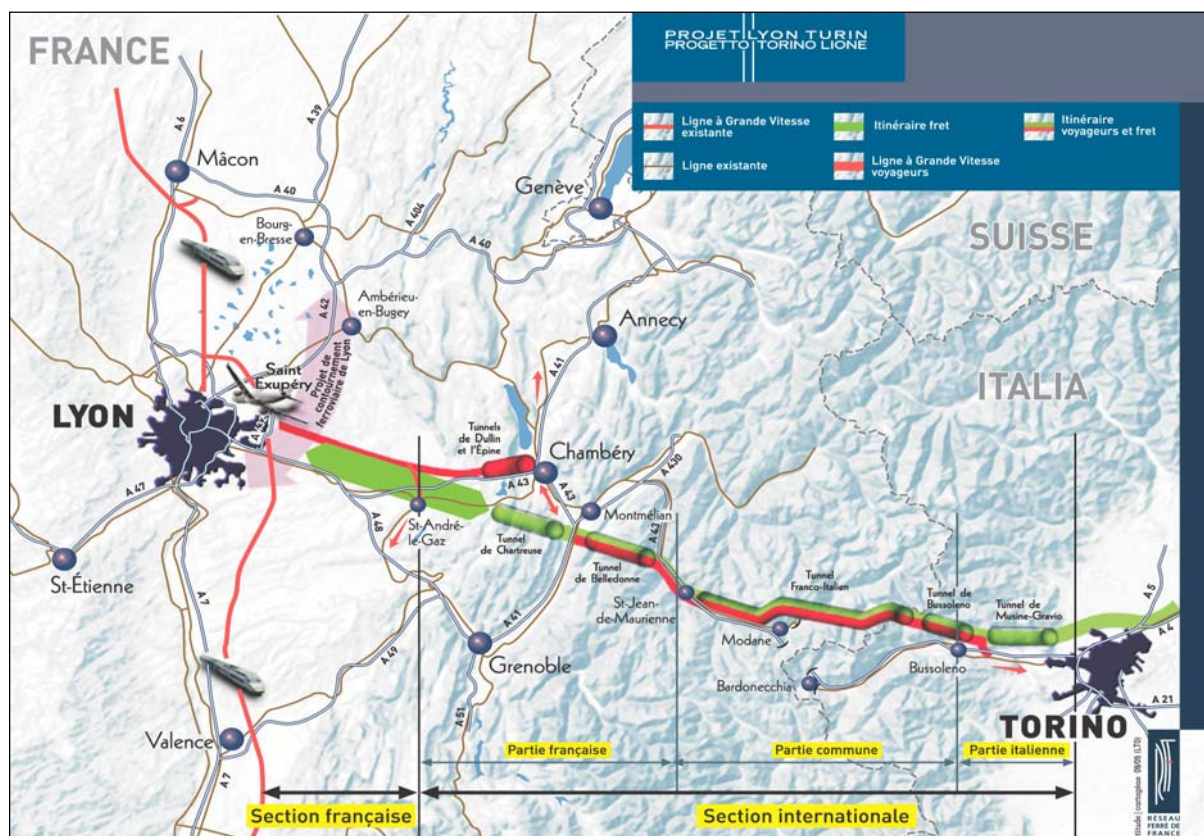 FRANCE
PROJET LYON TURIN
PROGETTO TORINO LIONE
Ligne à Grande Vitesse
existante
Itinéraire fret
Itinéraire
voyageurs et fret
Ligne existante
Ligne à Grande Vitesse
voyageurs
A 6
A 39
Mâcon
A 40
Genève
A 404
Bourg-
en-Bresse
A 40
SUISSE
A 42
Ambérieu-
en-Bugey
Annecy
A 41
Saint
Exupéry
Projet de
contournement
ferroviaire de Lyon
ITALIA
LYON
A 432
Tunnels
de Dullin
et l'Épine
Chambéry
A 43
A 43
A 430
A 47
A 48
St-André-
le-Gaz
Tunnel
de Chartreuse
Montmélian
A 43
Tunnel
de Belledonne
St-Étienne
A 7
St-Jean-
de-Maurienne
Tunnel
Franco-Italien
Tunnel de
Bussoleno
Tunnel de
Musine-Gravio
A 5
A 4
A 41
Modane
Grenoble
Bussoleno
A 49
Bardonecchia
A 51
A 21
TORINO
Valence
A 7
Partie française
Partie commune
Partie italienne
Section française
Section internationale
09/05 (LTD)
RÉSEAU
FERRÉ DE
FRANCE